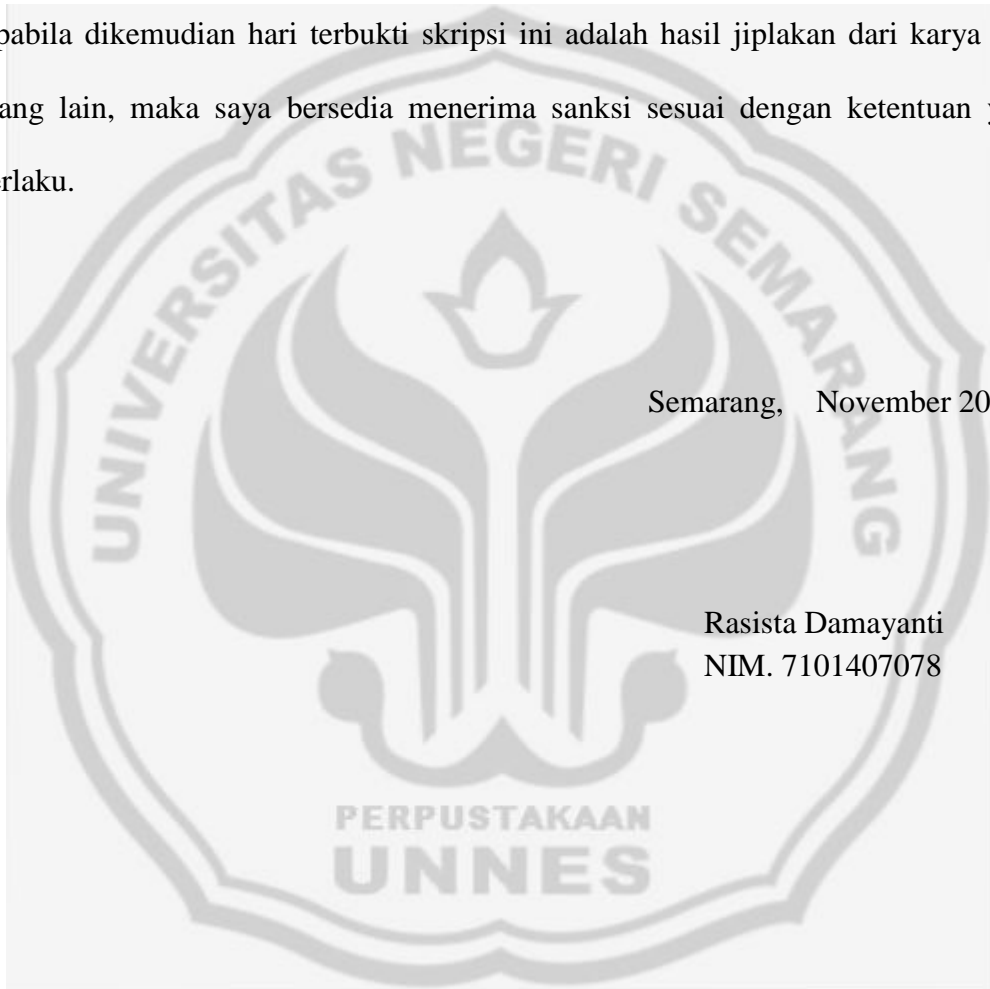 pabila dikemudian hari terbukti skripsi ini adalah hasil jiplakan dari karya
ang lain, maka saya bersedia menerima sanksi sesuai dengan ketentuan
erlaku.
UNIVERSITAS NEGERI SEMARANG
Semarang, November 20
Rasista Damayanti
NIM. 7101407078
PERPUSTAKAAN
UNNES